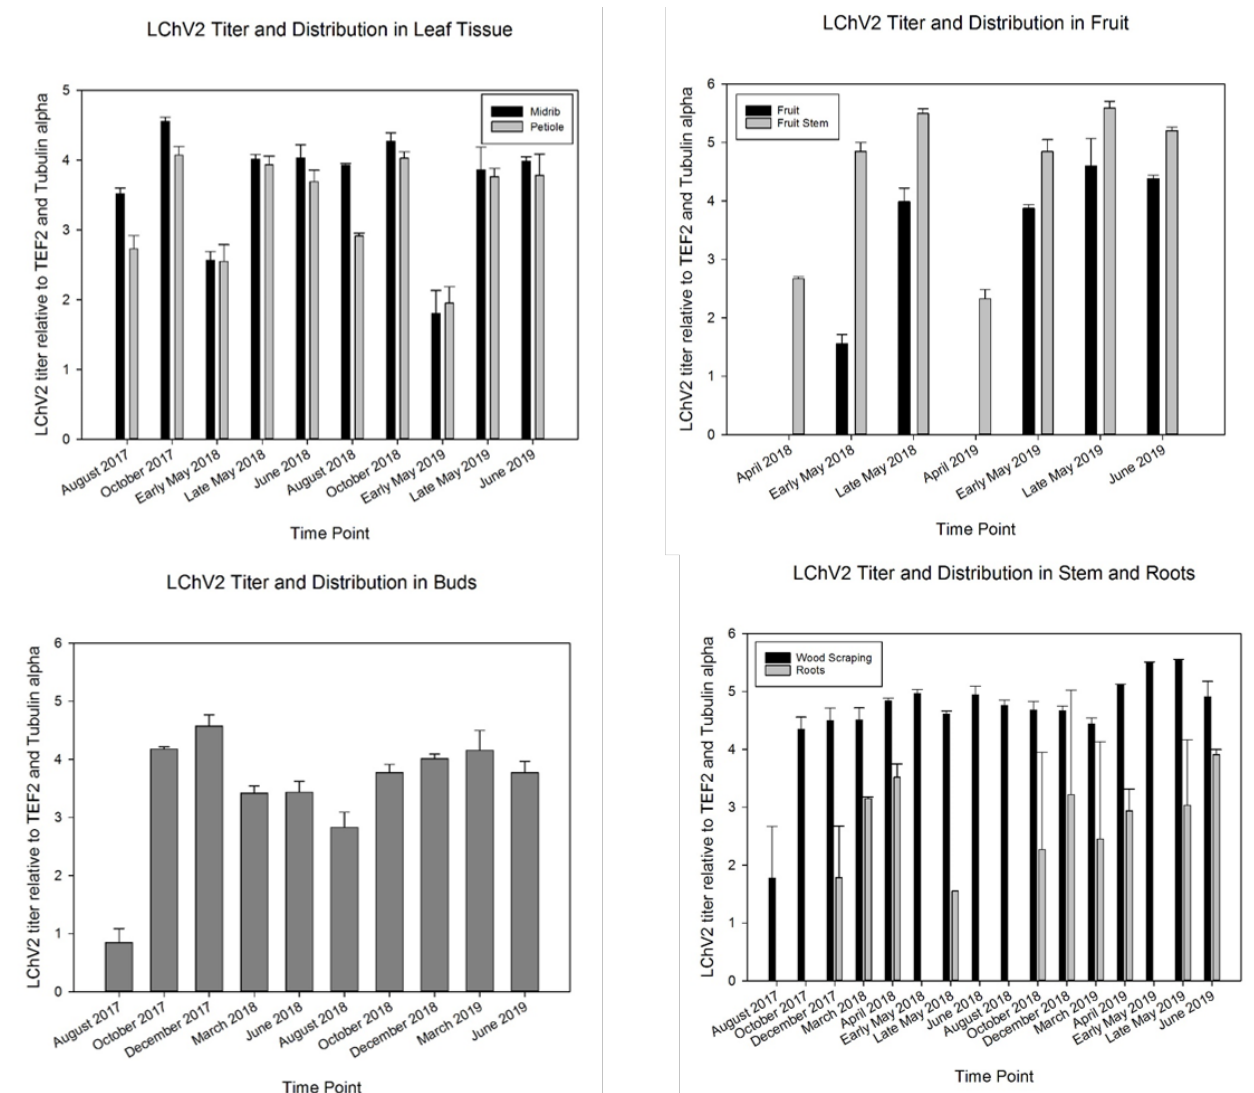 LChV2 Titer and Distribution in Leaf Tissue
LChV2 titer relative to TEF2 and Tubulin alpha
5
4
3
2
1
0
Midrib
Petiole
August 2017
October 2017
Early May 2018
Late May 2018
June 2018
August 2018
October 2018
Early May 2019
Late May 2019
June 2019
Time Point
LChV2 Titer and Distribution in Fruit
LChV2 titer relative to TEF2 and Tubulin alpha
6
5
4
3
2
1
0
Fruit
Fruit Stem
April 2018
Early May 2018
Late May 2018
April 2019
Early May 2019
Late May 2019
June 2019
Time Point
LChV2 Titer and Distribution in Buds
LChV2 titer relative to TEF2 and Tubulin alpha
6
5
4
3
2
1
0
August 2017
October 2017
December 2017
March 2018
June 2018
August 2018
October 2018
December 2018
March 2019
June 2019
Time Point
LChV2 Titer and Distribution in Stem and Roots
LChV2 titer relative to TEF2 and Tubulin alpha
6
5
4
3
2
1
0
Wood Scraping
Roots
August 2017
October 2017
December 2017
March 2018
April 2018
Early May 2018
Late May 2018
June 2018
August 2018
October 2018
December 2018
March 2019
April 2019
Early May 2019
Late May 2019
June 2019
Time Point